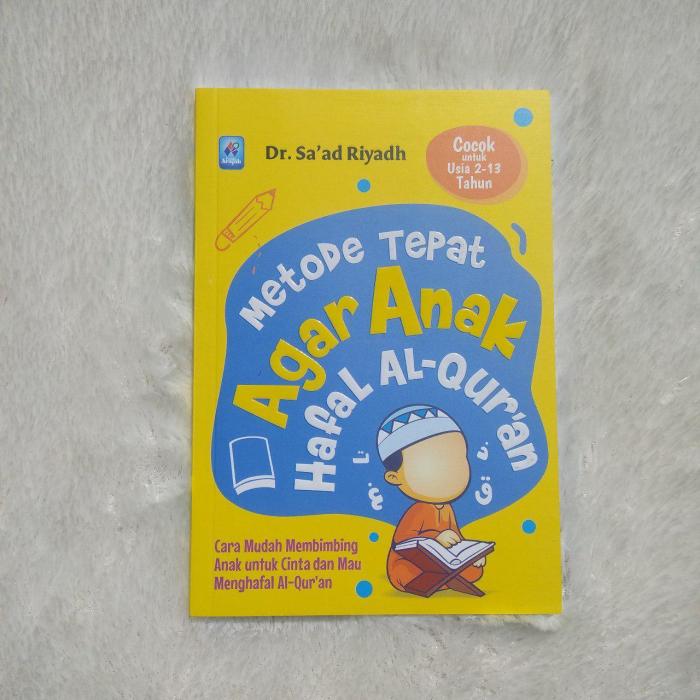 Dr. Sa'ad Riyadh
Cocok
untuk
Usia 2-13
Tahun
Metode Tepat
Agar Anak
Hafal Al-Qur'an
Cara Mudah Membimbing
Anak untuk Cinta dan Mau
Menghafal Al-Qur'an